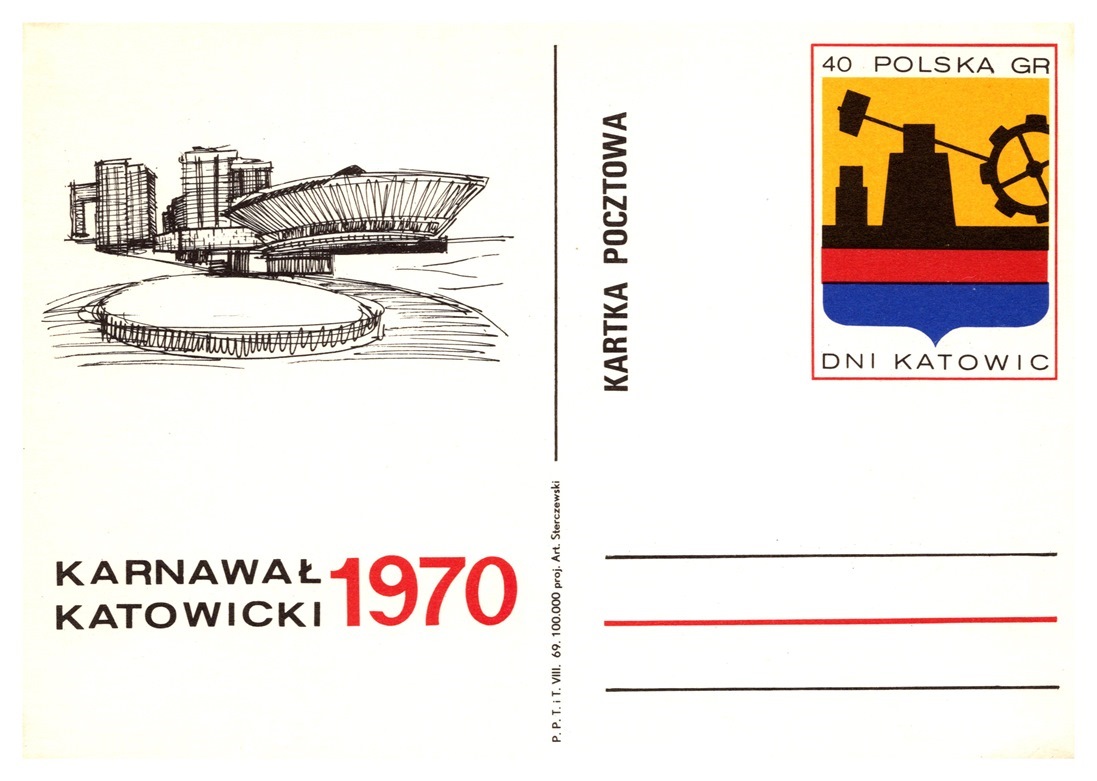 40 POLSKA GR
DNI KATOWIC
KARTKA POCZTOWA
KARNAWAŁ
KATOWICKI
1970
P. P. T. i T. VIII. 69. 100.000 proj. Art. Sterczewski